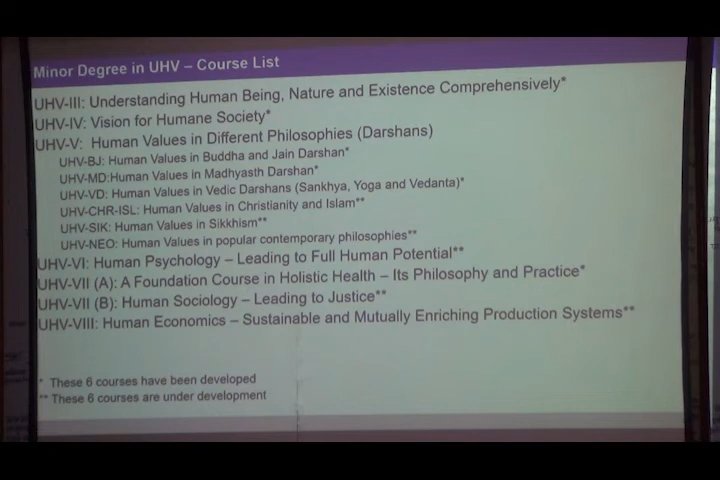 Minor Degree in UHV – Course List
UHV-III: Understanding Human Being, Nature and Existence Comprehensively*
UHV-IV: Vision for Humane Society*
UHV-V: Human Values in Different Philosophies (Darshans)
UHV-BJ: Human Values in Buddha and Jain Darshan*
UHV-MD:Human Values in Madhyasth Darshan*
UHV-VD: Human Values in Vedic Darshans (Sankhya, Yoga and Vedanta)*
UHV-CHR-ISL: Human Values in Christianity and Islam**
UHV-SIK: Human Values in Sikkhism**
UHV-NEO: Human Values in popular contemporary philosophies**
UHV-VI: Human Psychology – Leading to Full Human Potential**
UHV-VII (A): A Foundation Course in Holistic Health – Its Philosophy and Practice*
UHV-VII (B): Human Sociology – Leading to Justice**
UHV-VIII: Human Economics – Sustainable and Mutually Enriching Production Systems**
* These 6 courses have been developed
** These 6 courses are under development